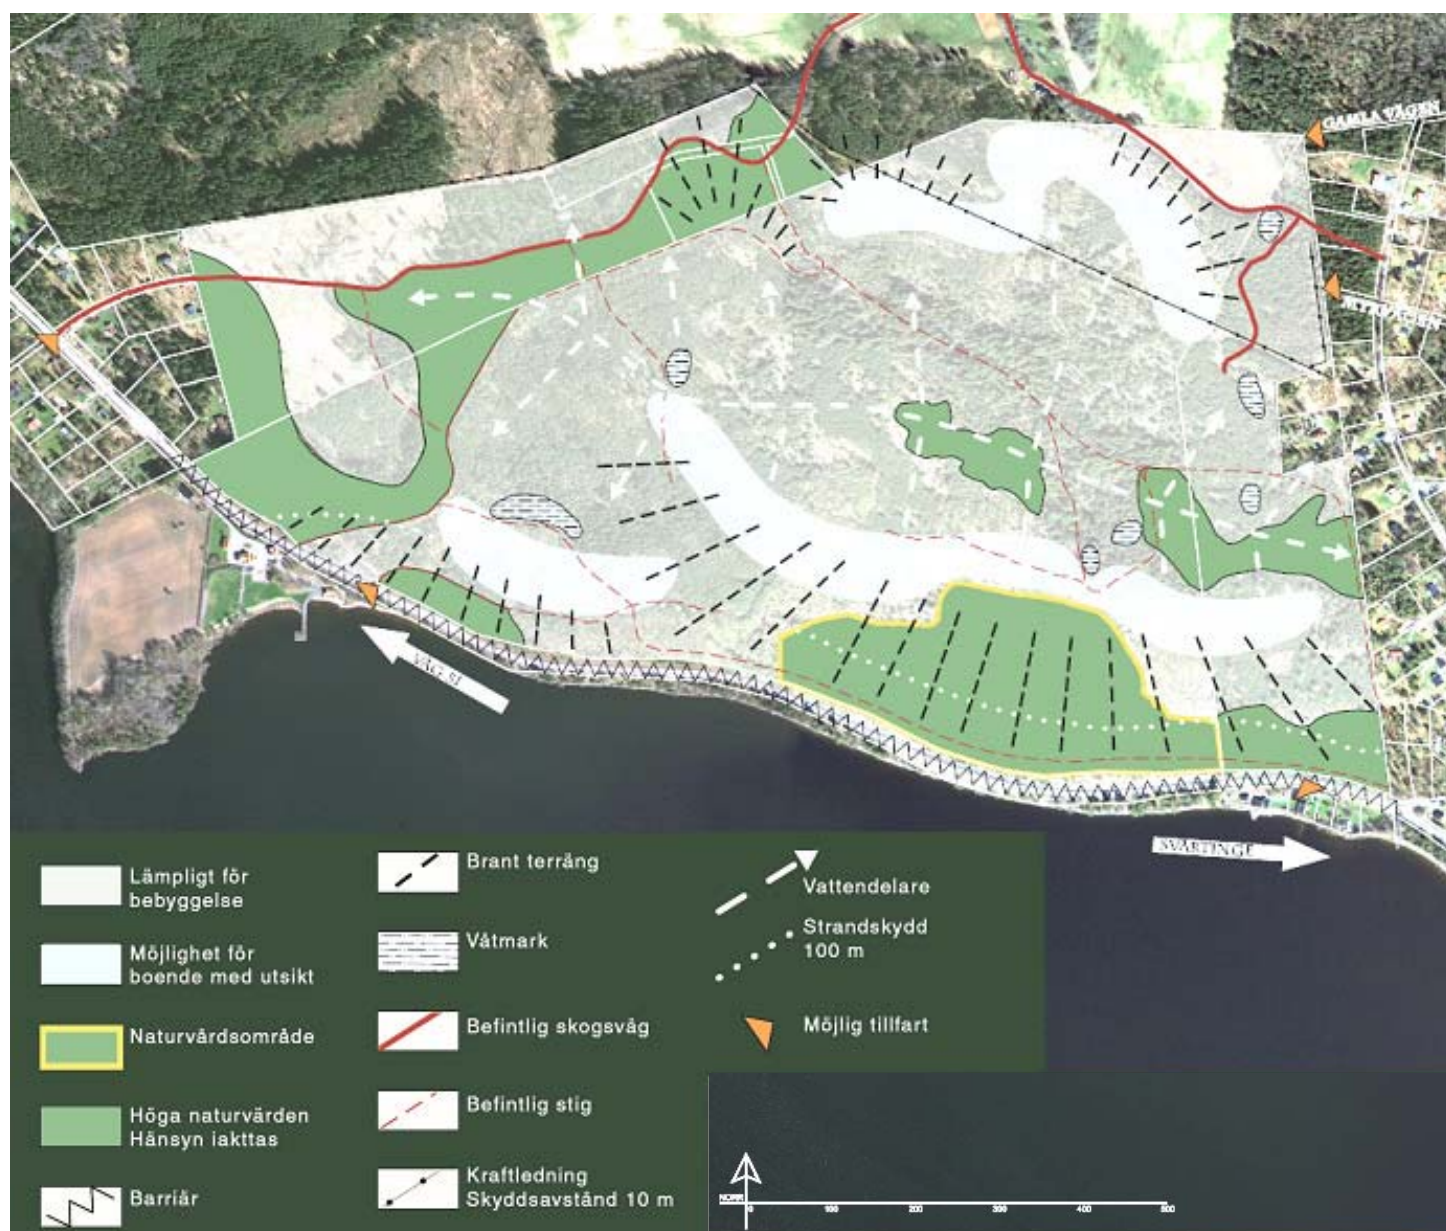 GAMLA VÄGEN
VÄG 51
SVÄRTINGE
Lämpligt för
bebyggelse
Möjlighet för
boende med utsikt
Naturvårdsområde
Höga naturvärden
Hänsyn iakttas
Barriär
Brant terräng
Våtmark
Befintlig skogsväg
Befintlig stig
Kraftledning
Skyddsavstånd 10 m
Vattendelare
Strandskydd
100 m
Möjlig tillfart
NORR
0 100 200 300 400 500